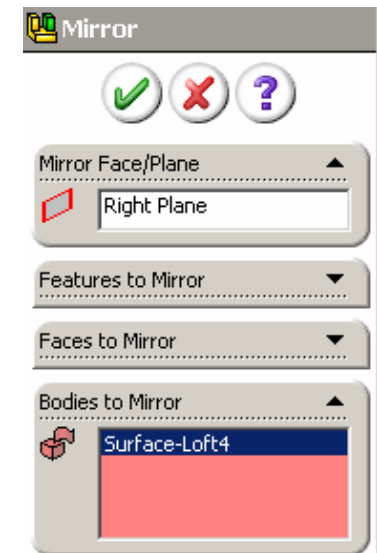 Mirror
?
Mirror Face/Plane
Right Plane
Features to Mirror
Faces to Mirror
Bodies to Mirror
Surface-Loft4